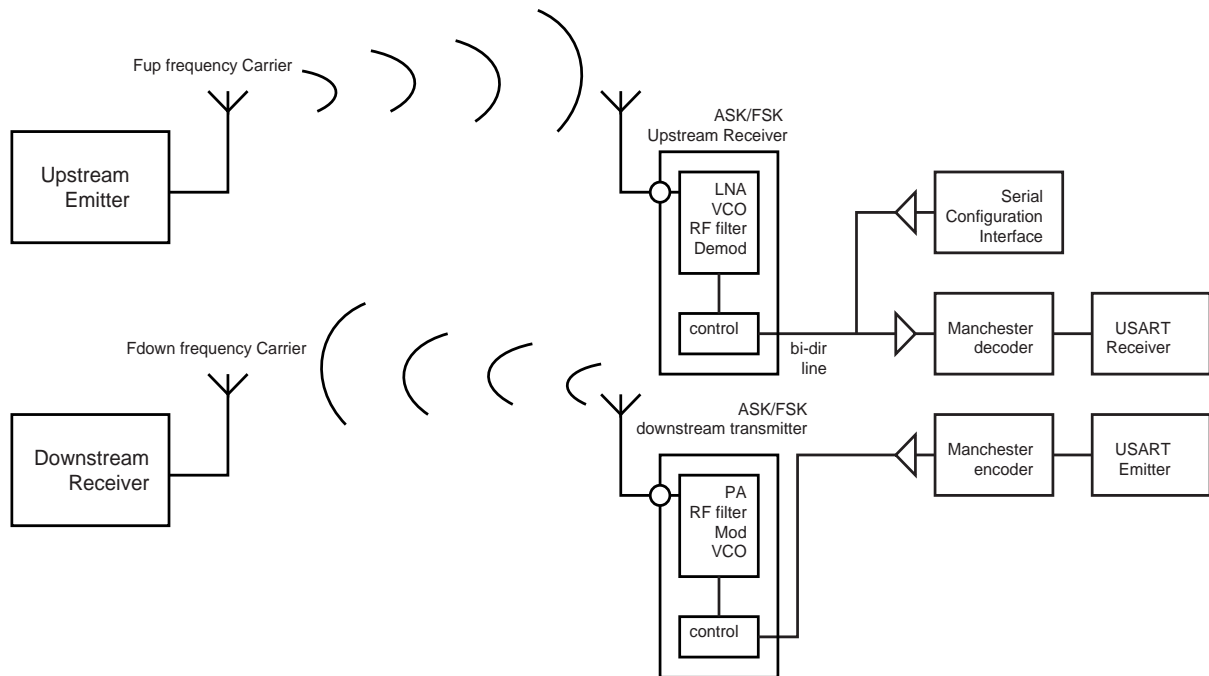 Fup frequency Carrier
Upstream
Emitter
ASK/FSK
Upstream Receiver
LNA
VCO
RF filter
Demod
control
bi-dir
line
Serial
Configuration
Interface
Manchester
decoder
USART
Receiver
Fdown frequency Carrier
Downstream
Receiver
ASK/FSK
downstream transmitter
PA
RF filter
Mod
VCO
control
Manchester
encoder
USART
Emitter